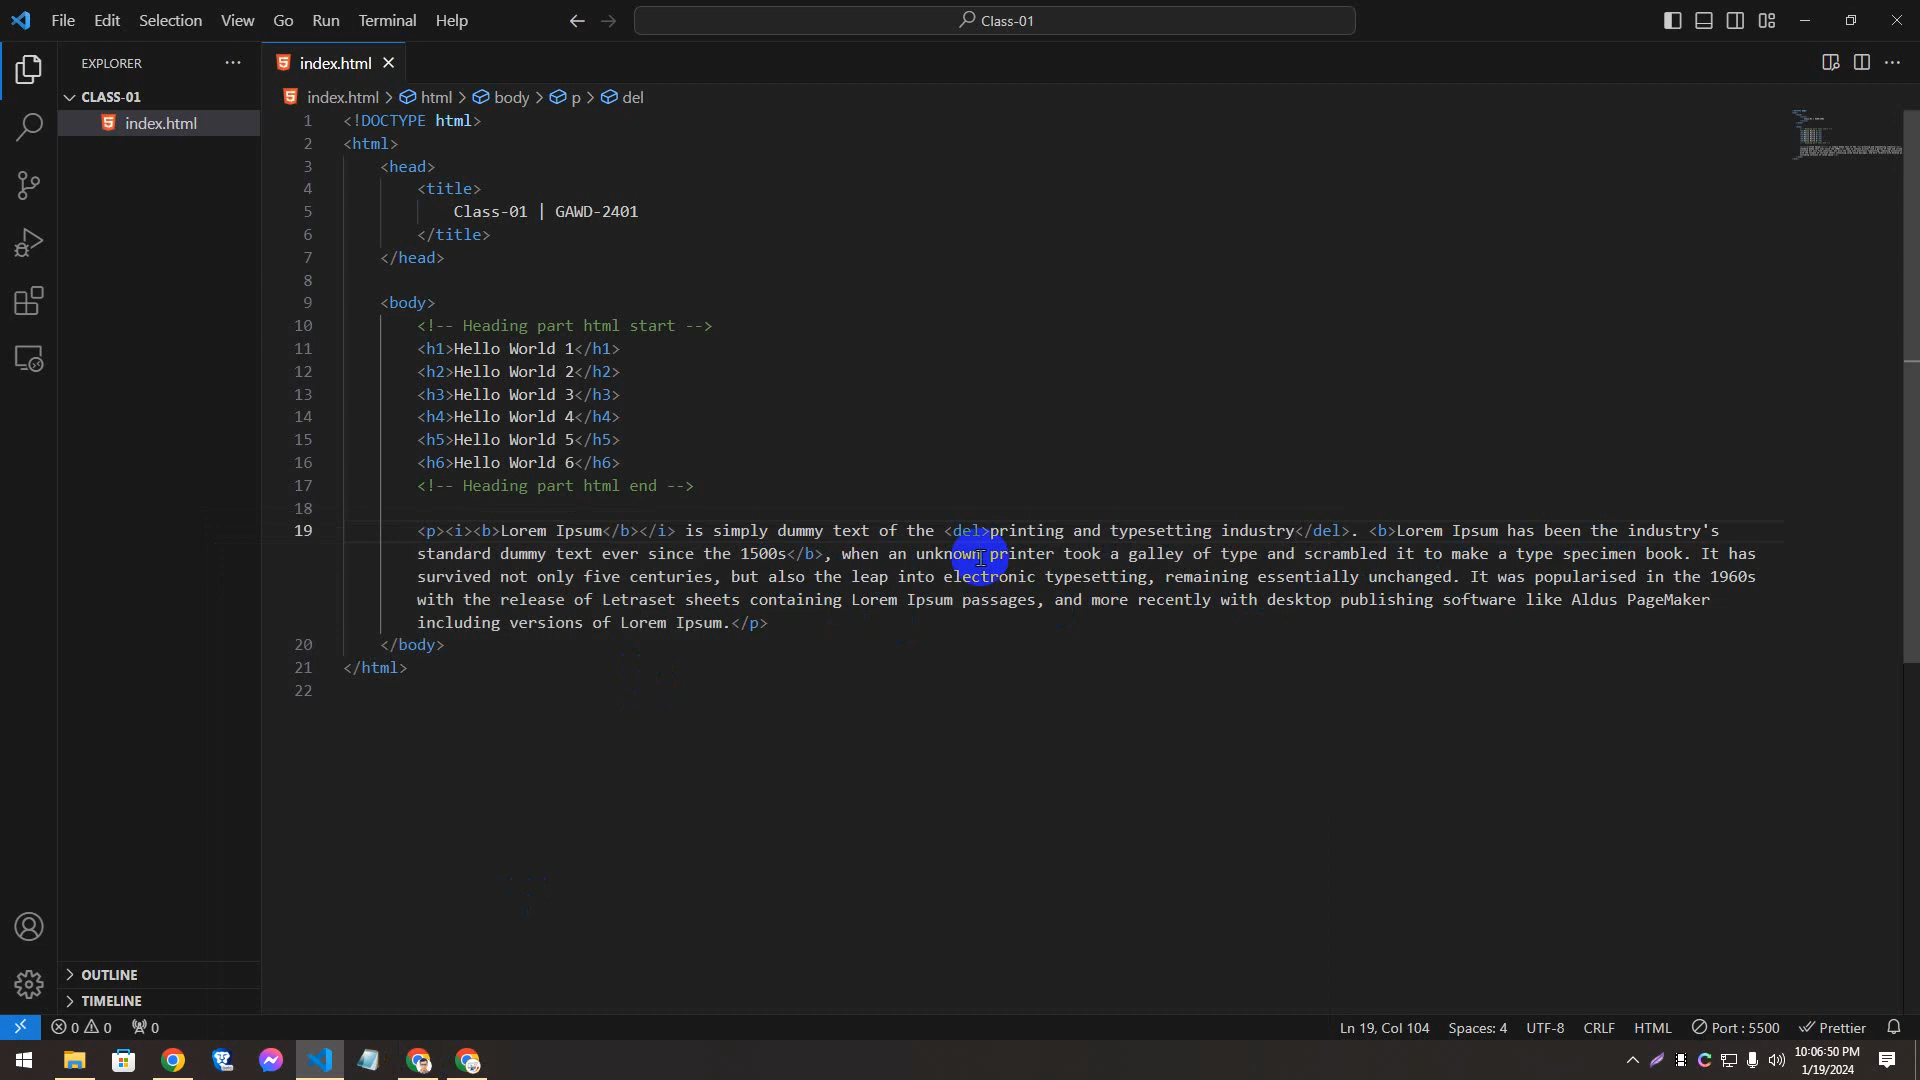 File Edit Selection View Go Run Terminal Help
Class-01
EXPLORER
index.html
CLASS-01
index.html
index.html > html > body > p > del
1 <!DOCTYPE html>
2 <html>
3 <head>
4 <title>
5 Class-01 | GAWD-2401
6 </title>
7 </head>
8
9 <body>
10 <!-- Heading part html start -->
11 <h1>Hello World 1</h1>
12 <h2>Hello World 2</h2>
13 <h3>Hello World 3</h3>
14 <h4>Hello World 4</h4>
15 <h5>Hello World 5</h5>
16 <h6>Hello World 6</h6>
17 <!-- Heading part html end -->
18
19 <p><i><b>Lorem Ipsum</b></i> is simply dummy text of the <del>printing and typesetting industry</del>. <b>Lorem Ipsum has been the industry's
standard dummy text ever since the 1500s</b>, when an unknown printer took a galley of type and scrambled it to make a type specimen book. It has
survived not only five centuries, but also the leap into electronic typesetting, remaining essentially unchanged. It was popularised in the 1960s
with the release of Letraset sheets containing Lorem Ipsum passages, and more recently with desktop publishing software like Aldus PageMaker
including versions of Lorem Ipsum.</p>
20 </body>
21 </html>
22
OUTLINE
TIMELINE
0 0 0 Ln 19, Col 104 Spaces: 4 UTF-8 CRLF HTML Port : 5500 Prettier
10:06:50 PM
1/19/2024